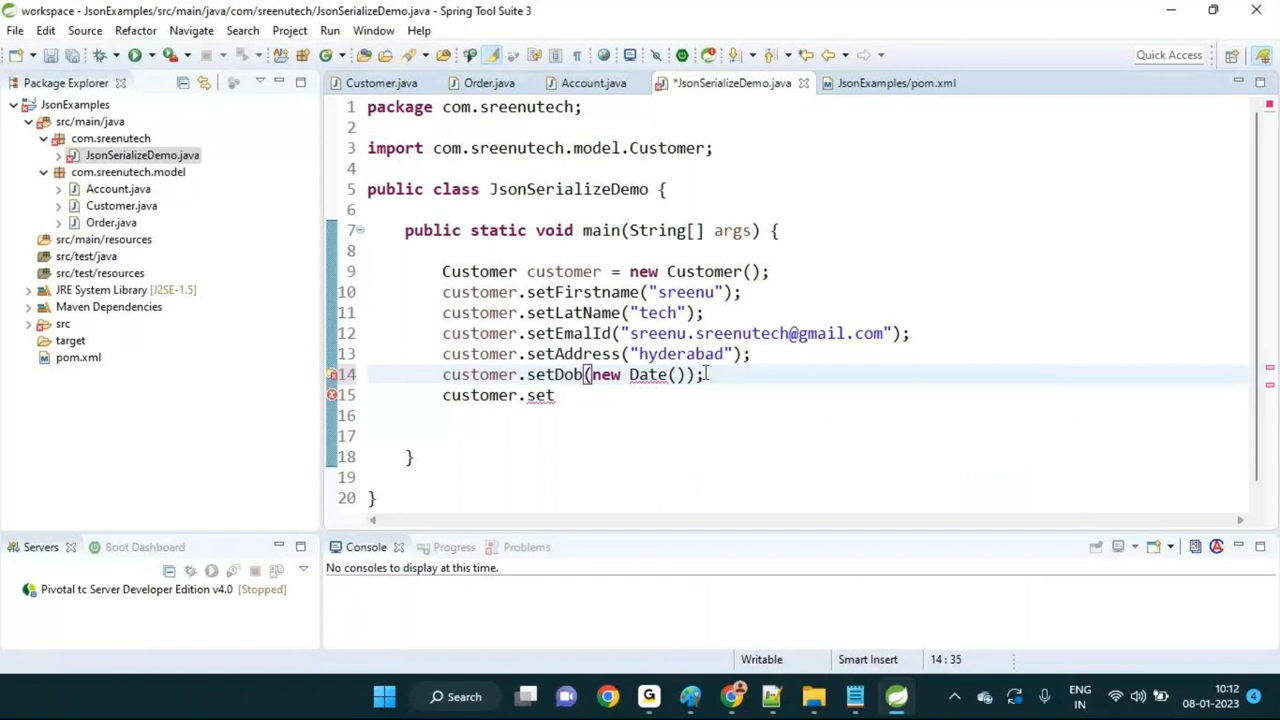 workspace - JsonExamples/src/main/java/com/sreenutech/JsonSerializeDemo.java - Spring Tool Suite 3
File Edit Source Refactor Navigate Search Project Run Window Help
Quick Access
Package Explorer
JsonExamples
src/main/java
com.sreenutech
JsonSerializeDemo.java
com.sreenutech.model
Account.java
Customer.java
Order.java
src/main/resources
src/test/java
src/test/resources
JRE System Library [J2SE-1.5]
Maven Dependencies
src
target
pom.xml
Customer.java Order.java Account.java *JsonSerializeDemo.java JsonExamples/pom.xml
1 package com.sreenutech;
2
3 import com.sreenutech.model.Customer;
4
5 public class JsonSerializeDemo {
6
7 public static void main(String[] args) {
8
9 Customer customer = new Customer();
10 customer.setFirstname("sreenu");
11 customer.setLatName("tech");
12 customer.setEmalId("sreenu.sreenutech@gmail.com");
13 customer.setAddress("hyderabad");
14 customer.setDob(new Date());
15 customer.set
16
17
18 }
19
20 }
Servers Boot Dashboard
Pivotal tc Server Developer Edition v4.0 [Stopped]
Console Progress Problems
No consoles to display at this time.
Writable Smart Insert 14 : 35
Search
ENG
IN
10:12
08-01-2023